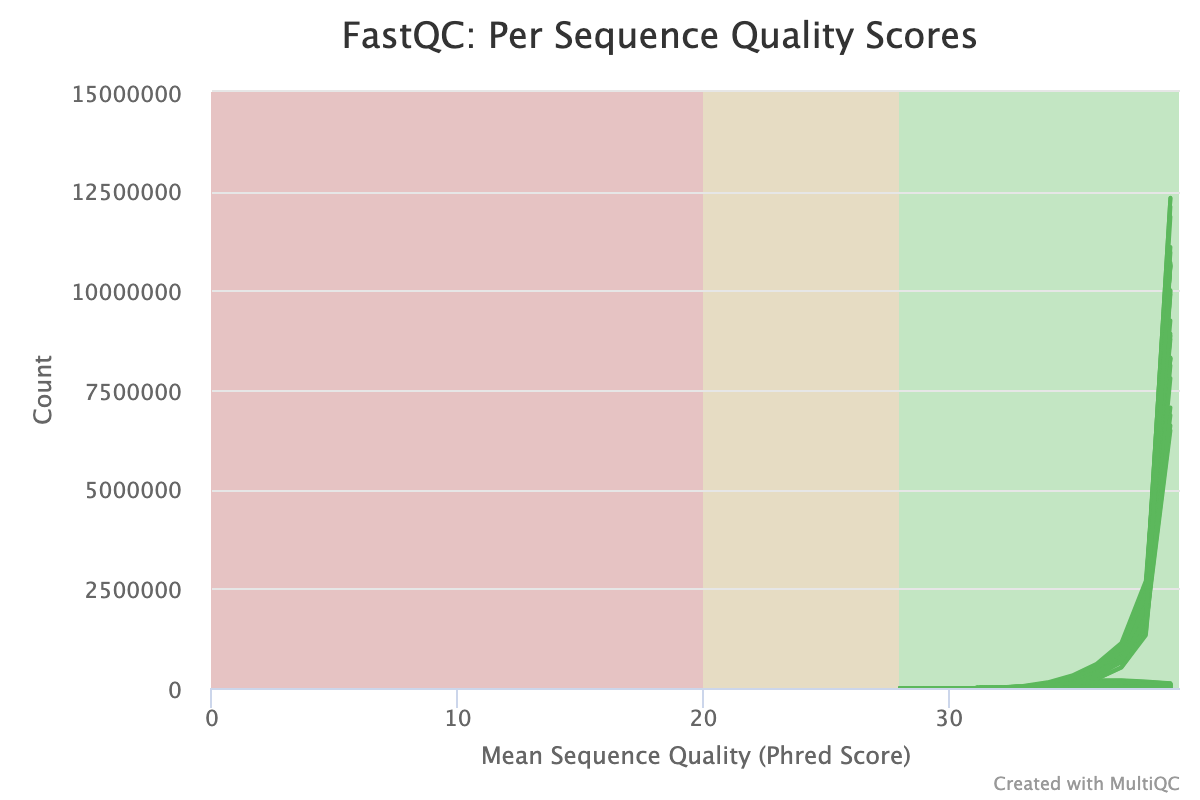 FastQC: Per Sequence Quality Scores
15000000
12500000
10000000
7500000
5000000
2500000
0
Count
0 10 20 30
Mean Sequence Quality (Phred Score)
Created with MultiQC